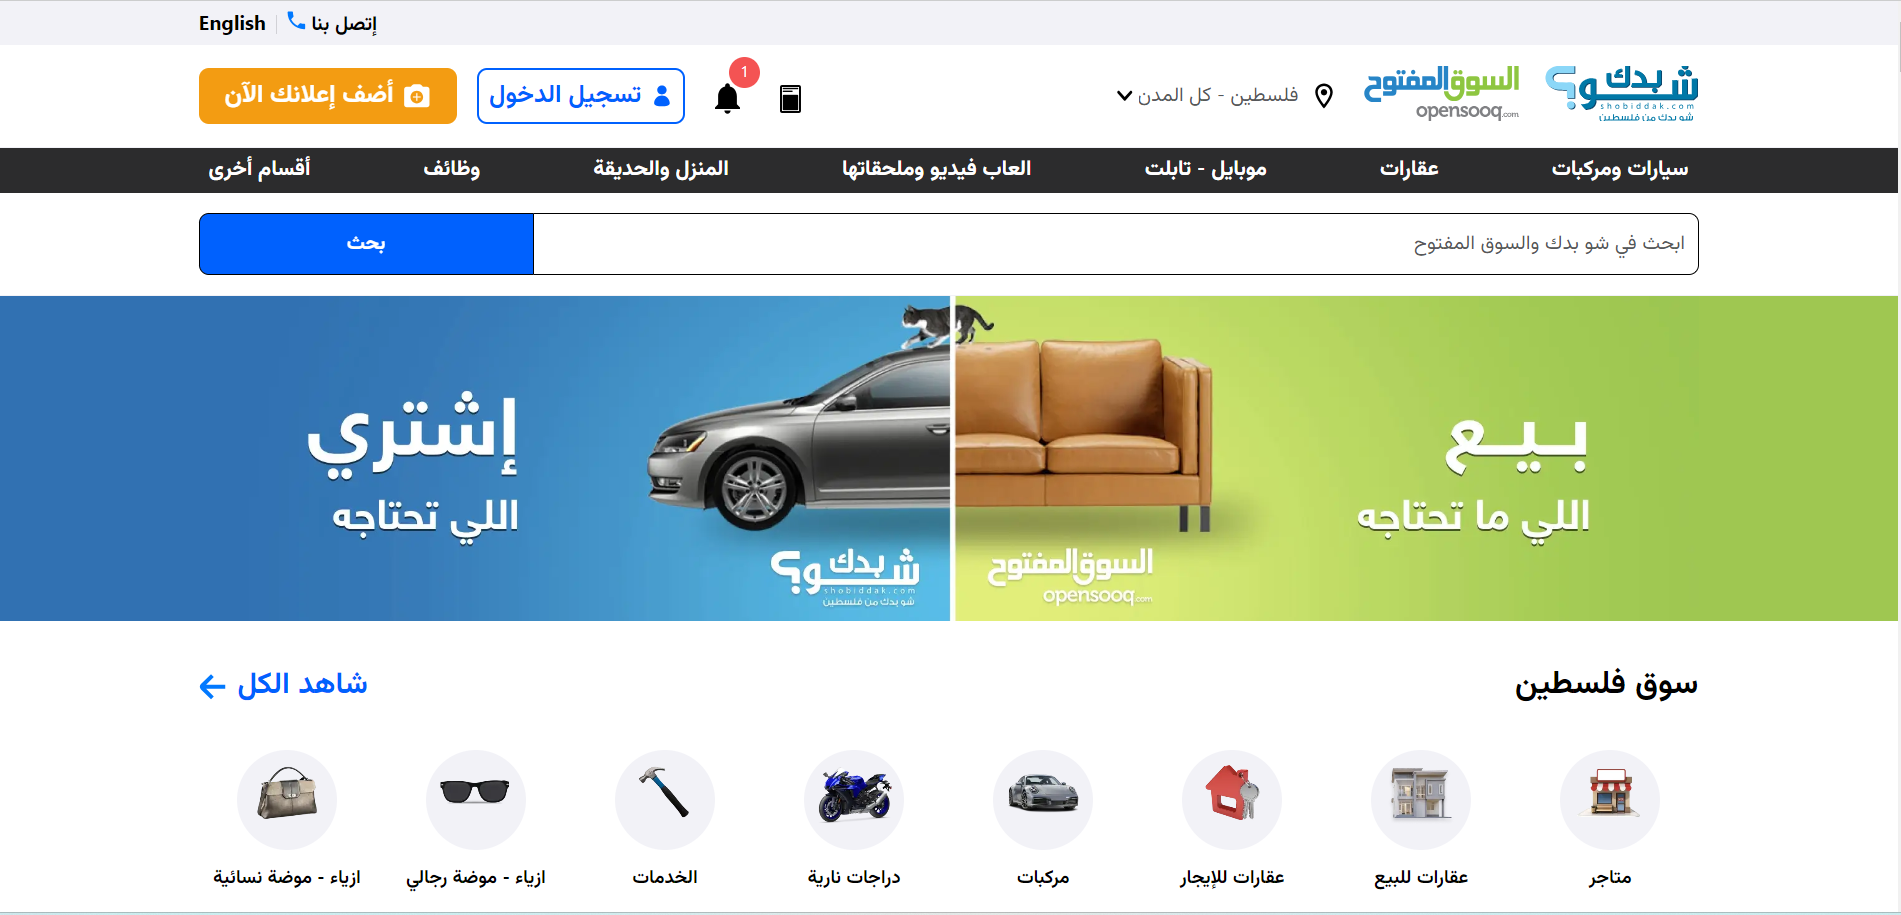 إتصل بنا
English
شو بدك؟
shobiddak.com
شو بدك من فلسطين
السوق المفتوح
opensooq.com
فلسطين - كل المدن
1
تسجيل الدخول
أضف إعلانك الآن
سيارات ومركبات
عقارات
موبايل - تابلت
العاب فيديو وملحقاتها
المنزل والحديقة
وظائف
أقسام أخرى
ابحث في شو بدك والسوق المفتوح
بحث
بيع
اللي ما تحتاجه
السوق المفتوح
opensooq.com
إشتري
اللي تحتاجه
شو بدك؟
shobiddak.com
شو بدك من فلسطين
سوق فلسطين
شاهد الكل
متاجر
عقارات للبيع
عقارات للإيجار
مركبات
دراجات نارية
الخدمات
ازياء - موضة رجالي
ازياء - موضة نسائية